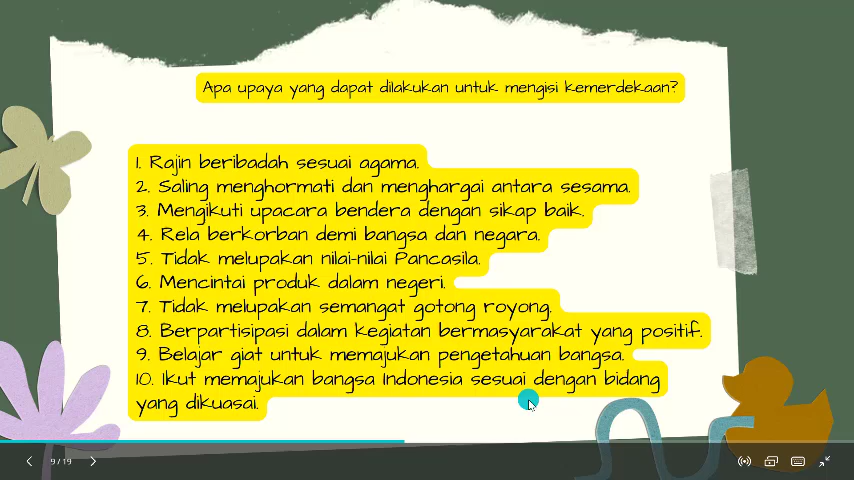 Apa upaya yang dapat dilakukan untuk mengisi kemerdekaan?
1. Rajin beribadah sesuai agama.
2. Saling menghormati dan menghargai antara sesama.
3. Mengikuti upacara bendera dengan sikap baik.
4. Rela berkorban demi bangsa dan negara.
5. Tidak melupakan nilai-nilai Pancasila.
6. Mencintai produk dalam negeri.
7. Tidak melupakan semangat gotong royong.
8. Berpartisipasi dalam kegiatan bermasyarakat yang positif.
9. Belajar giat untuk memajukan pengetahuan bangsa.
10. Ikut memajukan bangsa Indonesia sesuai dengan bidang
yang dikuasai.
9 / 19